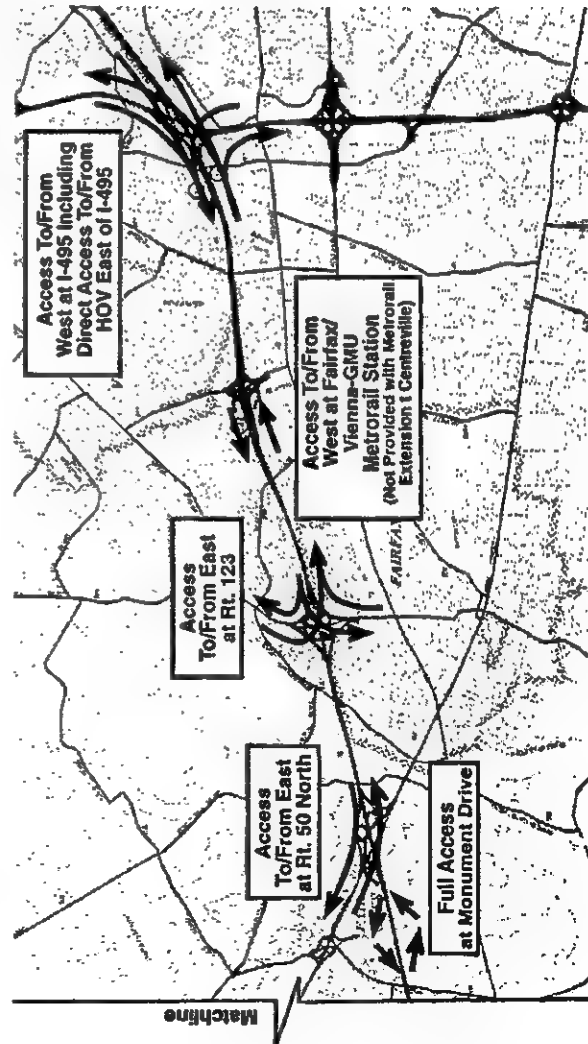 Access To/From
West at I-495 Including
Direct Access To/From
HOV East of I-495
Access To/From
West at Fairfax/
Vienna-GMU
Metrorail Station
(Not Provided with Metrorail
Extension t Centreville)
Access
To/From East
at Rt. 123
FAIRFAX
Access
To/From East
at Rt. 50 North
Full Access
at Monument Drive
Matchline